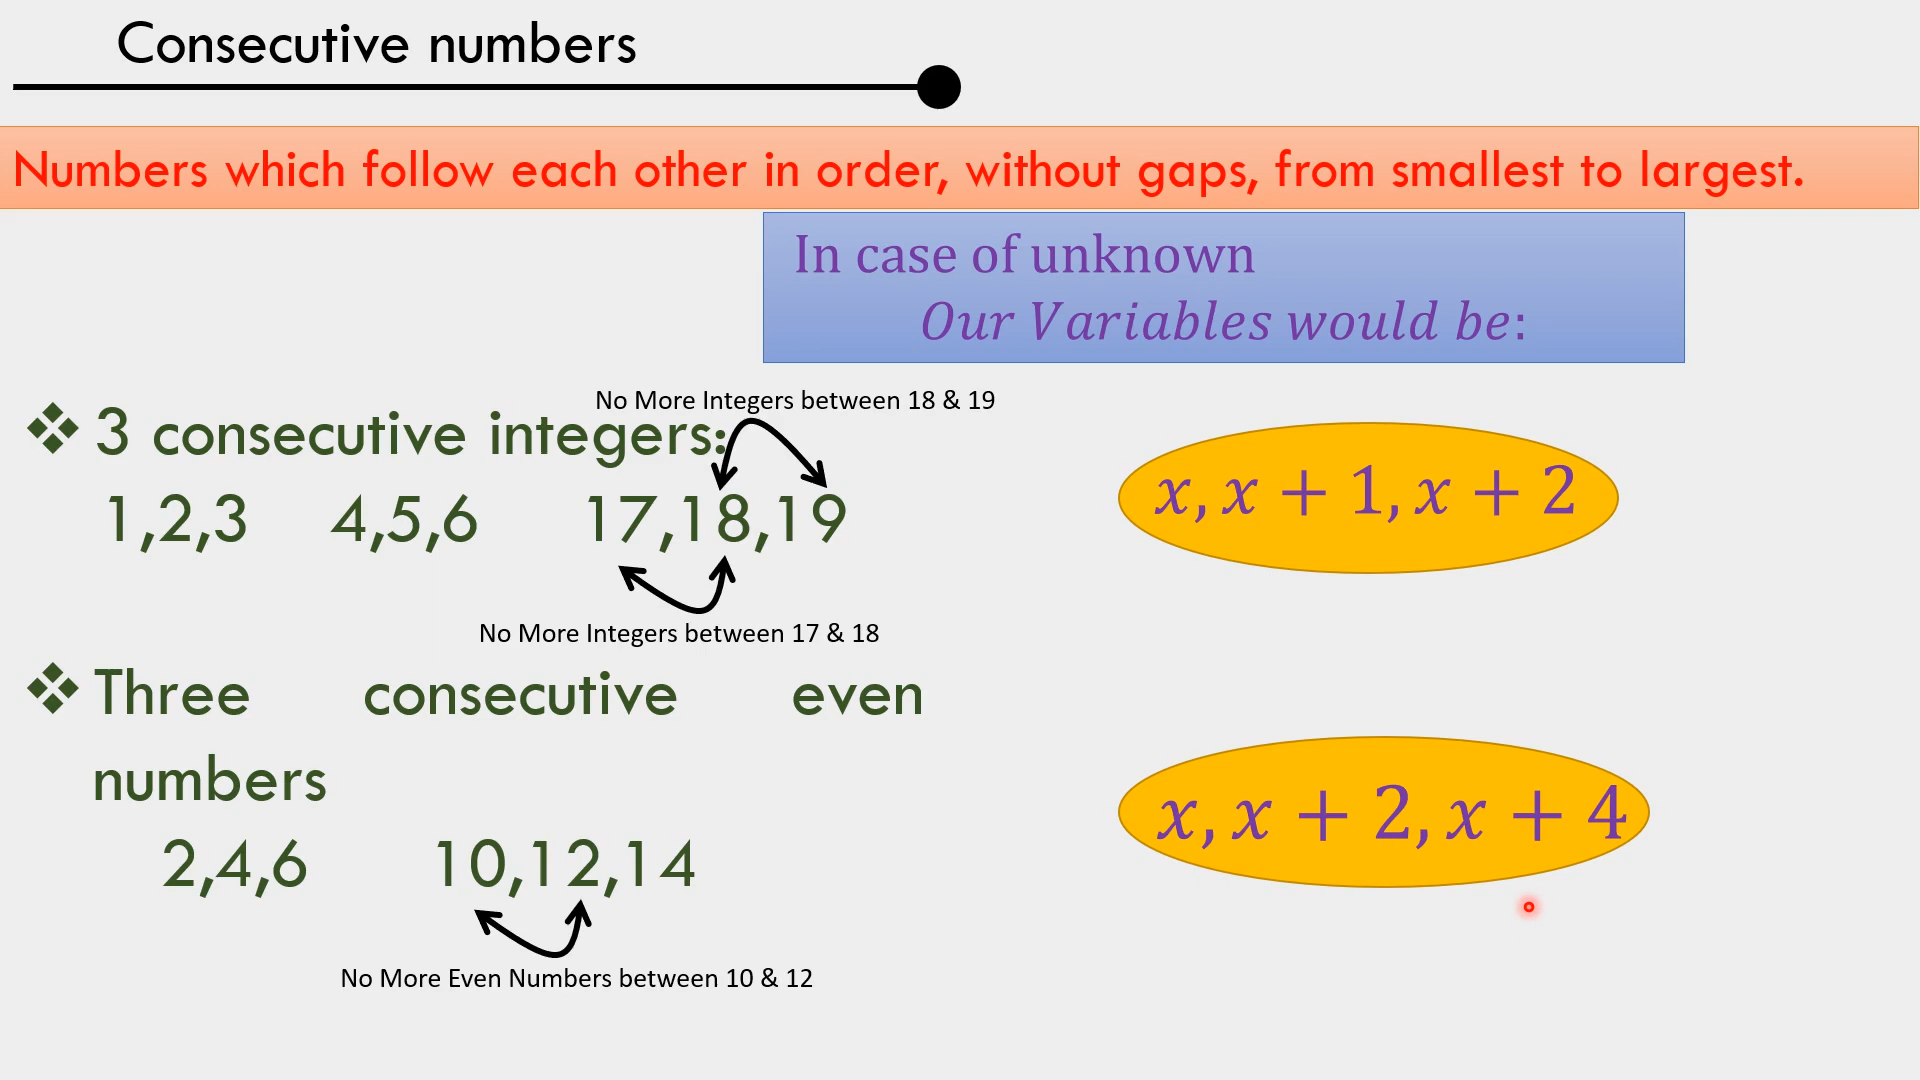 Consecutive numbers
Numbers which follow each other in order, without gaps, from smallest to largest.
In case of unknown
Our Variables would be:
No More Integers between 18 & 19
❖ 3 consecutive integers:
1,2,3 4,5,6 17,18,19
x, x + 1, x + 2
No More Integers between 17 & 18
❖ Three consecutive even
numbers
2,4,6 10,12,14
x, x + 2, x + 4
No More Even Numbers between 10 & 12